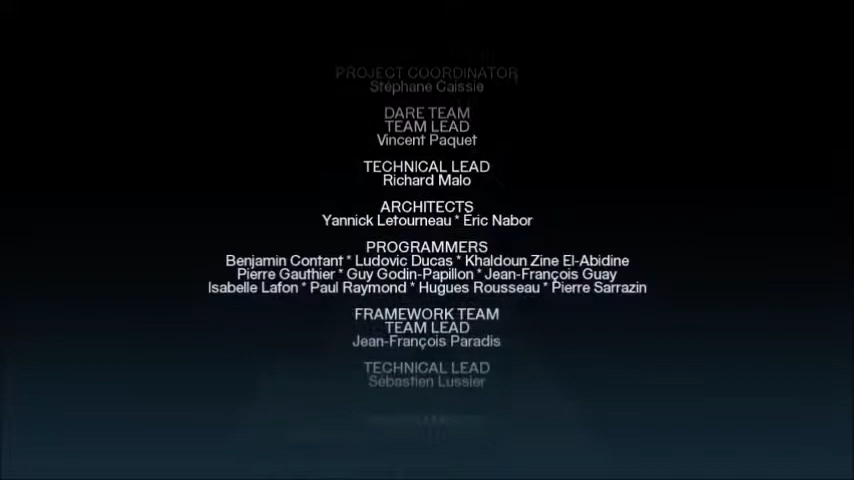 PROJECT COORDINATOR
Stéphane Caissie
DARE TEAM
TEAM LEAD
Vincent Paquet
TECHNICAL LEAD
Richard Malo
ARCHITECTS
Yannick Letourneau * Eric Nabor
PROGRAMMERS
Benjamin Contant * Ludovic Ducas * Khaldoun Zine El-Abidine
Pierre Gauthier * Guy Godin-Papillon * Jean-François Guay
Isabelle Lafon * Paul Raymond * Hugues Rousseau * Pierre Sarrazin
FRAMEWORK TEAM
TEAM LEAD
Jean-François Paradis
TECHNICAL LEAD
Sébastien Lussier